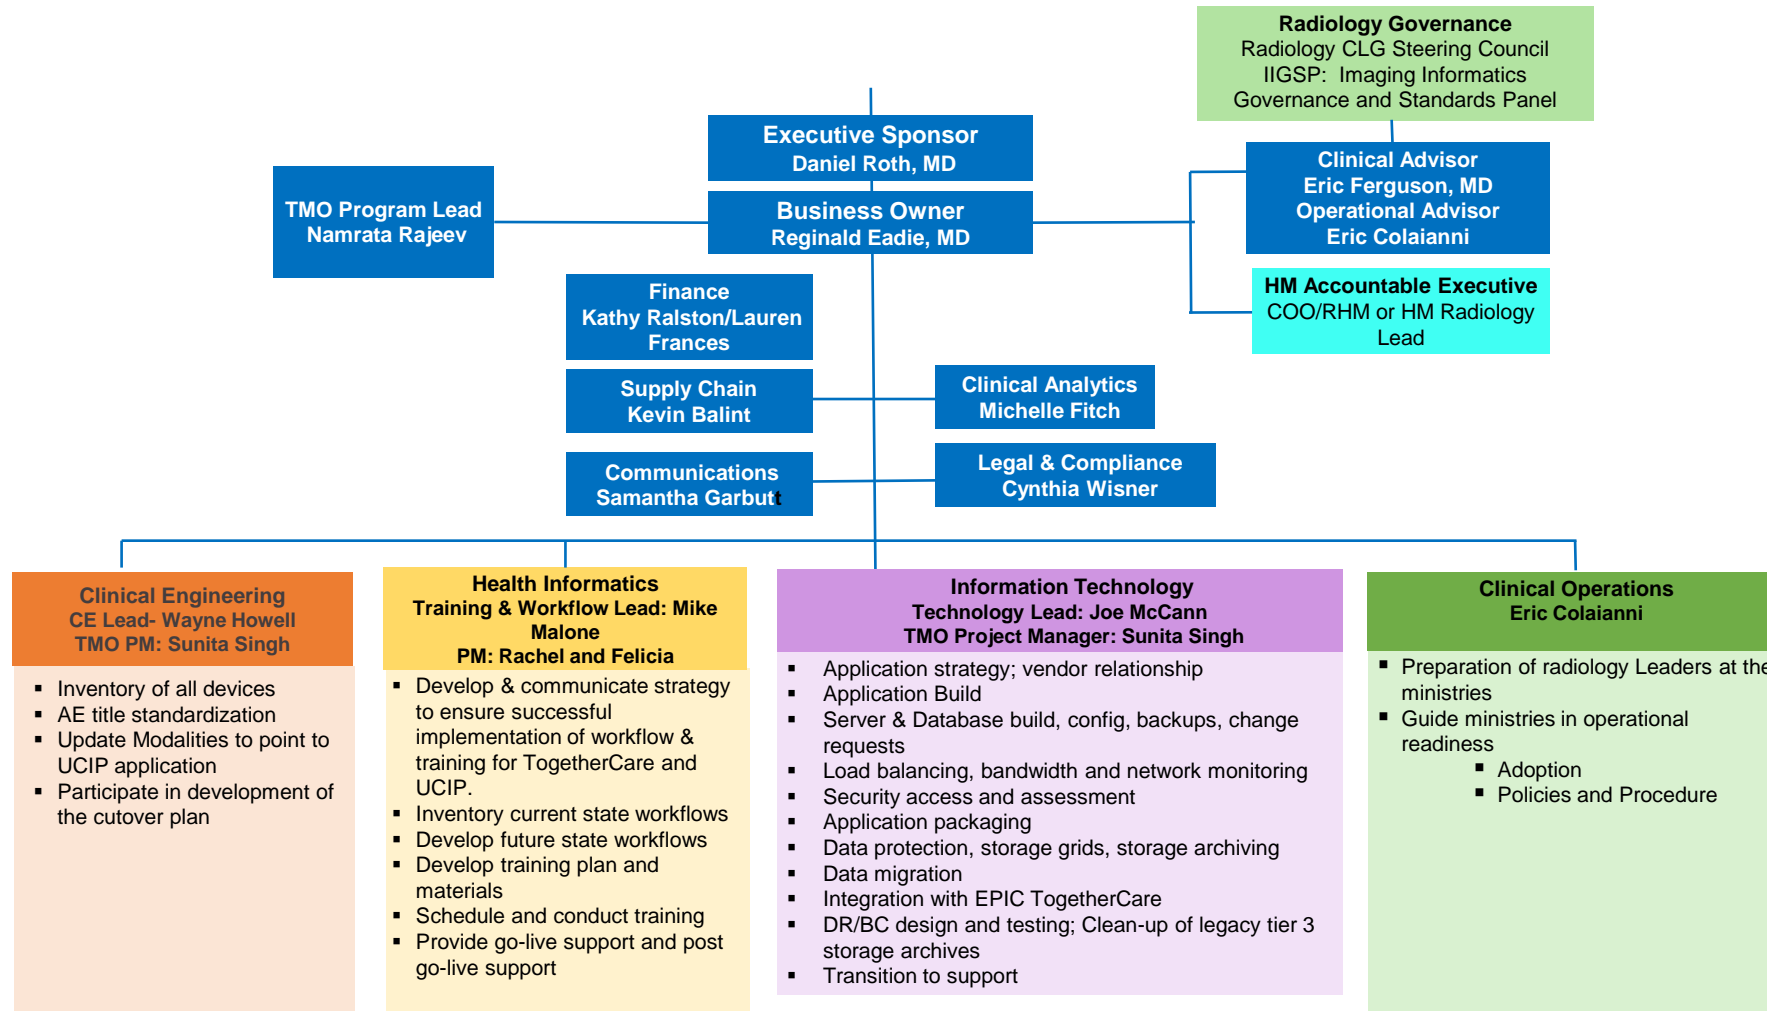 Radiology Governance
Radiology CLG Steering Council
IIGSP:  Imaging Informatics
Governance and Standards Panel
Executive Sponsor
Daniel Roth, MD
Clinical Advisor
Eric Ferguson, MD
Operational Advisor
Eric Colaianni
TMO Program Lead
Namrata Rajeev
Business Owner
Reginald Eadie, MD
HM Accountable Executive
COO/RHM or HM Radiology
Lead
Finance
Kathy Ralston/Lauren
Frances
Supply Chain
Kevin Balint
Clinical Analytics
Michelle Fitch
Communications
Samantha Garbutt
Legal & Compliance
Cynthia Wisner
Clinical Engineering
CE Lead- Wayne Howell
TMO PM: Sunita Singh
▪ Inventory of all devices
▪ AE title standardization
▪ Update Modalities to point to
UCIP application
▪ Participate in development of
the cutover plan
Health Informatics
Training & Workflow Lead: Mike
Malone
PM: Rachel and Felicia
▪ Develop & communicate strategy
to ensure successful
implementation of workflow &
training for TogetherCare and
UCIP.
▪ Inventory current state workflows
▪ Develop future state workflows
▪ Develop training plan and
materials
▪ Schedule and conduct training
▪ Provide go-live support and post
go-live support
Information Technology
Technology Lead: Joe McCann
TMO Project Manager: Sunita Singh
▪ Application strategy; vendor relationship
▪ Application Build
▪ Server & Database build, config, backups, change
requests
▪ Load balancing, bandwidth and network monitoring
▪ Security access and assessment
▪ Application packaging
▪ Data protection, storage grids, storage archiving
▪ Data migration
▪ Integration with EPIC TogetherCare
▪ DR/BC design and testing; Clean-up of legacy tier 3
storage archives
▪ Transition to support
Clinical Operations
Eric Colaianni
▪ Preparation of radiology Leaders at the
ministries
▪ Guide ministries in operational
readiness
▪ Adoption
▪ Policies and Procedure